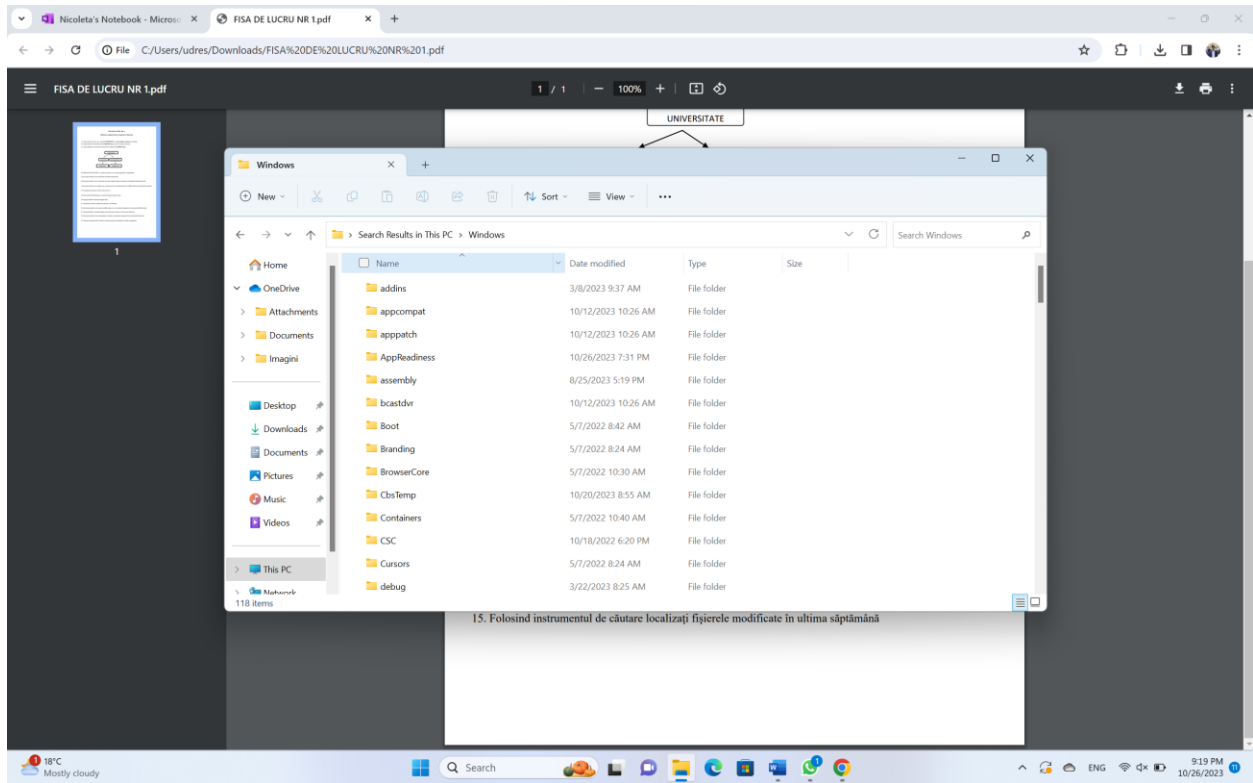 Nicoleta's Notebook - Microso
FISA DE LUCRU NR 1.pdf
File C:/Users/udres/Downloads/FISA%20DE%20LUCRU%20NR%201.pdf
FISA DE LUCRU NR 1.pdf
1 / 1
100%
UNIVERSITATE
1
Windows
New
Sort
View
Search Results in This PC > Windows
Search Windows
Name Date modified Type Size
Home
OneDrive
Attachments
Documents
Imagini
Desktop
Downloads
Documents
Pictures
Music
Videos
This PC
Network
addins 3/8/2023 9:37 AM File folder
appcompat 10/12/2023 10:26 AM File folder
apppatch 10/12/2023 10:26 AM File folder
AppReadiness 10/26/2023 7:31 PM File folder
assembly 8/25/2023 5:19 PM File folder
bcastdvr 10/12/2023 10:26 AM File folder
Boot 5/7/2022 8:42 AM File folder
Branding 5/7/2022 8:24 AM File folder
BrowserCore 5/7/2022 10:30 AM File folder
CbsTemp 10/20/2023 8:55 AM File folder
Containers 5/7/2022 10:40 AM File folder
CSC 10/18/2022 6:20 PM File folder
Cursors 5/7/2022 8:24 AM File folder
debug 3/22/2023 8:25 AM File folder
118 items
15. Folosind instrumentul de căutare localizați fișierele modificate în ultima săptămână
1
18°C
Mostly cloudy
Search
ENG
9:19 PM
10/26/2023
11